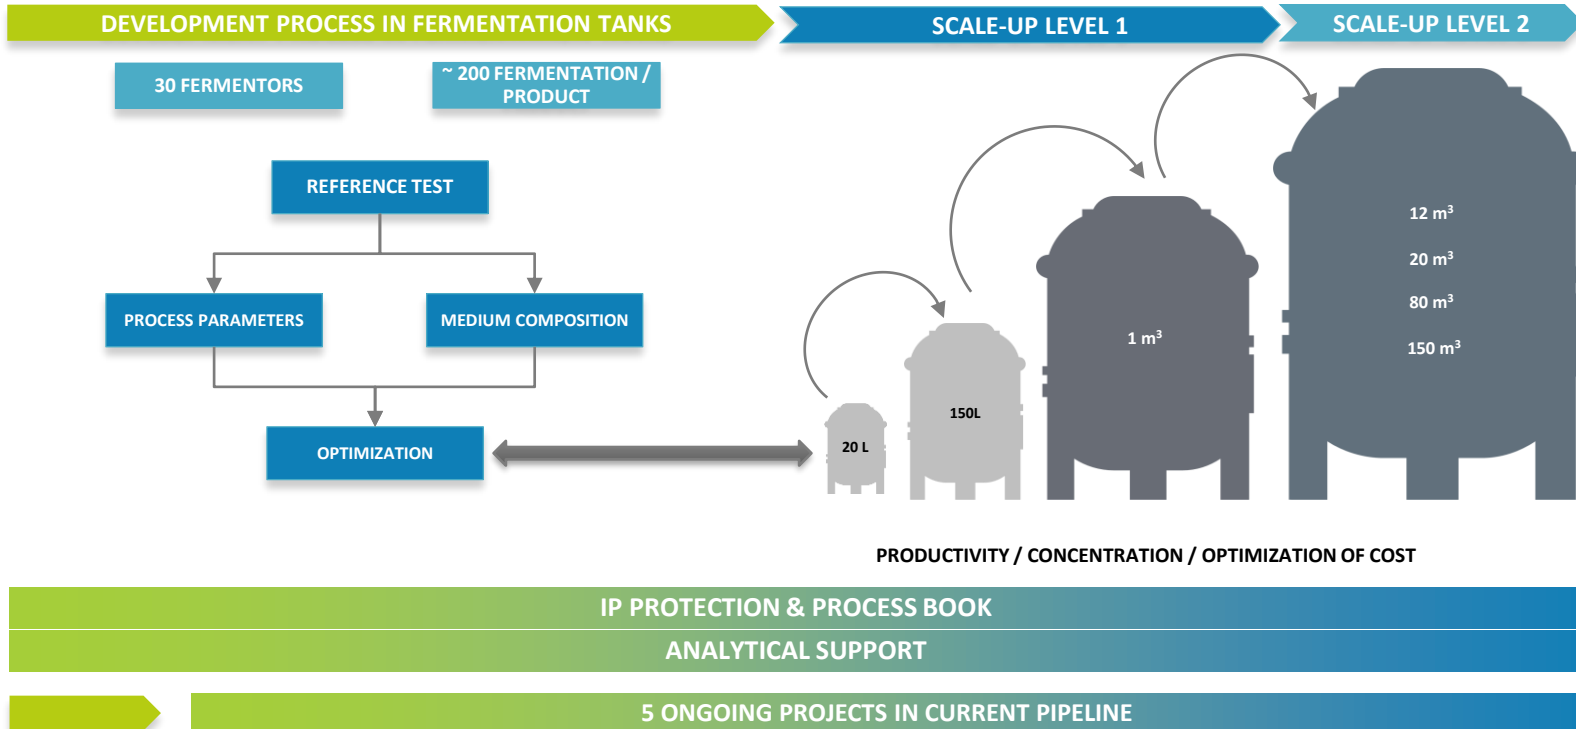 DEVELOPMENT PROCESS IN FERMENTATION TANKS
SCALE-UP LEVEL 1
SCALE-UP LEVEL 2
30 FERMENTORS
~ 200 FERMENTATION /
PRODUCT
REFERENCE TEST
PROCESS PARAMETERS
MEDIUM COMPOSITION
OPTIMIZATION
20 L
150L
1 m³
12 m³
20 m³
80 m³
150 m³
PRODUCTIVITY / CONCENTRATION / OPTIMIZATION OF COST
IP PROTECTION & PROCESS BOOK
ANALYTICAL SUPPORT
5 ONGOING PROJECTS IN CURRENT PIPELINE